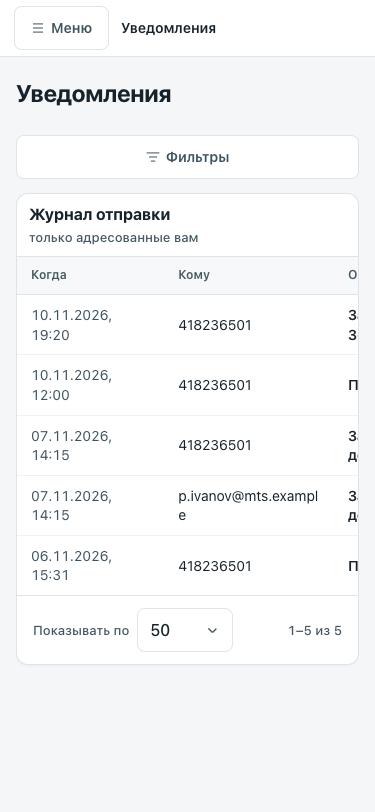 Меню
Уведомления
Уведомления
Фильтры
Журнал отправки
только адресованные вам
Когда Кому
10.11.2026,
19:20 418236501
10.11.2026,
12:00 418236501
07.11.2026,
14:15 418236501
07.11.2026, p.ivanov@mts.exampl
14:15 e
06.11.2026,
15:31 418236501
Показывать по 50 1–5 из 5